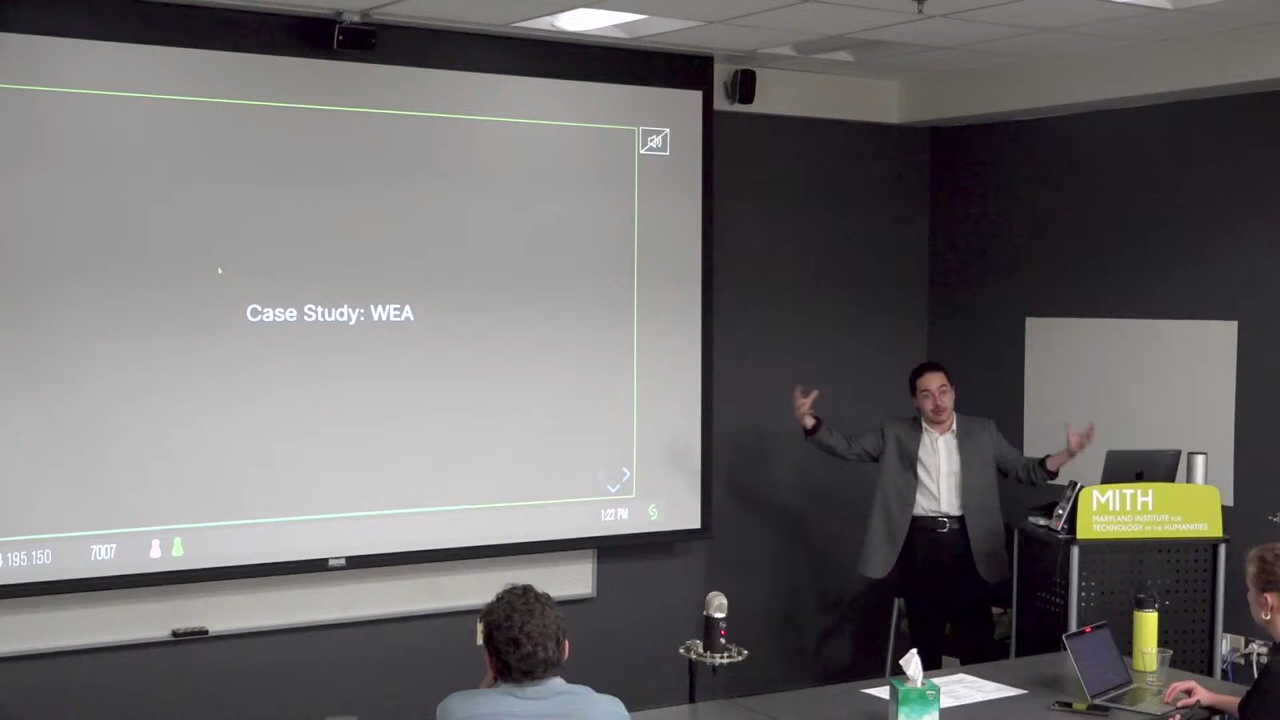 Case Study: WEA
1:22 PM
.195.150
7007
MITH
MARYLAND INSTITUTE FOR
TECHNOLOGY IN THE HUMANITIES